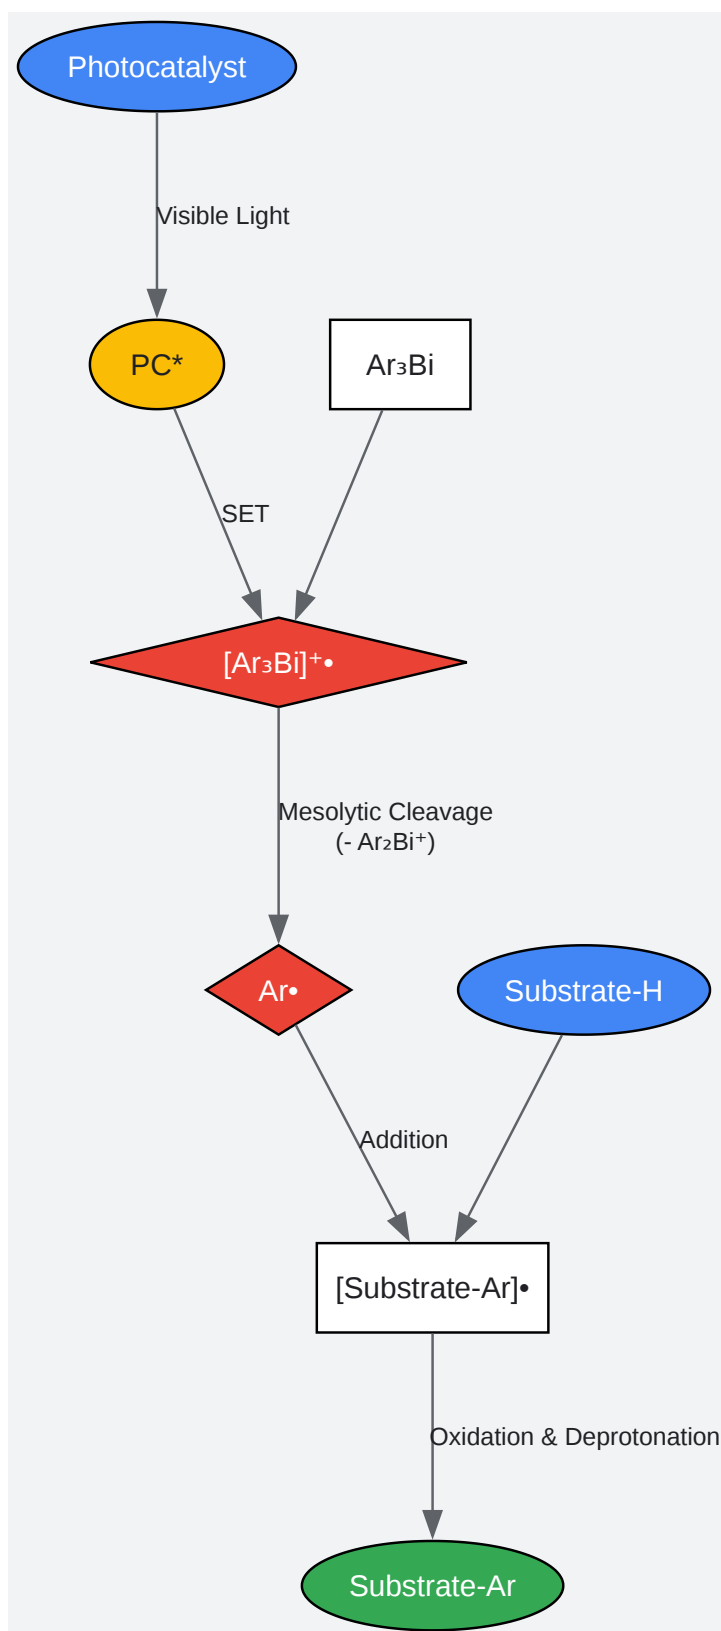 Photocatalyst
Visible Light
PC*
Ar₃Bi
SET
[Ar₃Bi]⁺•
Mesolytic Cleavage
(- Ar₂Bi⁺)
Ar•
Substrate-H
Addition
[Substrate-Ar]•
Oxidation & Deprotonation
Substrate-Ar